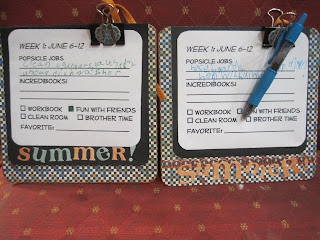 WEEK 1: JUNE 6-12
POPSICLE JOBS
clean
INCREDIBOOKS!
WORKBOOK FUN WITH FRIENDS
CLEAN ROOM BROTHER TIME
FAVORITE:
summer!
WEEK 1: JUNE 6-12
POPSICLE JOBS
INCREDIBOOKS!
WORKBOOK FUN WITH FRIENDS
CLEAN ROOM BROTHER TIME
FAVORITE:
summer!